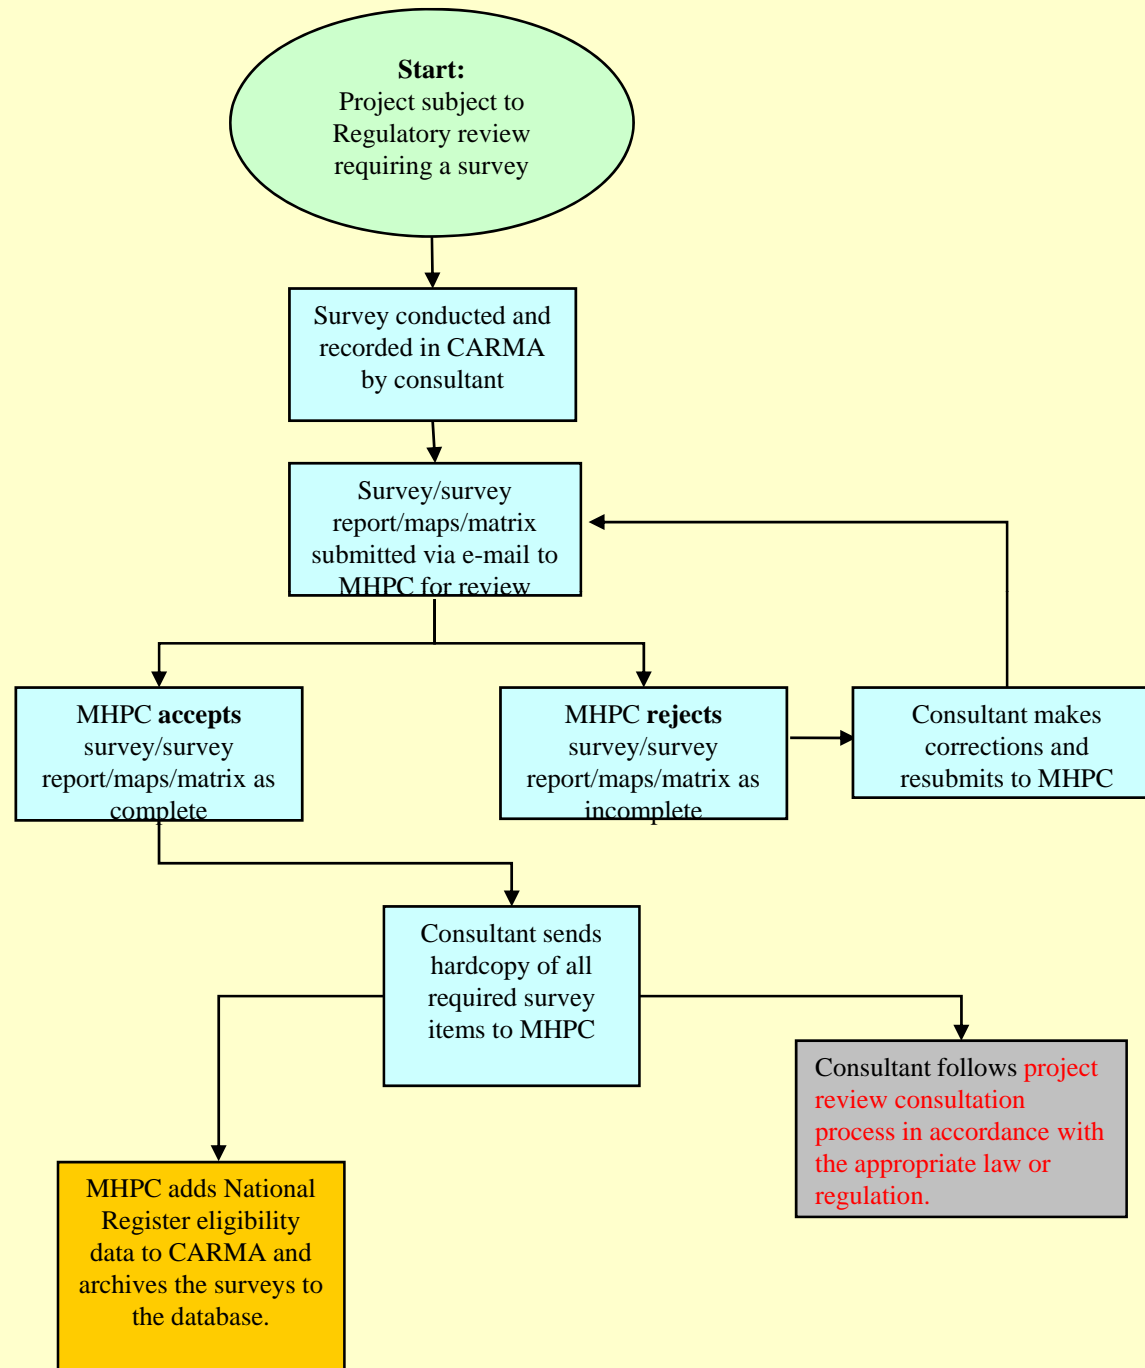 Start:
Project subject to
Regulatory review
requiring a survey
Survey conducted and
recorded in CARMA
by consultant
Survey/survey
report/maps/matrix
submitted via e-mail to
MHPC for review
MHPC accepts
survey/survey
report/maps/matrix as
complete
MHPC rejects
survey/survey
report/maps/matrix as
incomplete
Consultant makes
corrections and
resubmits to MHPC
Consultant sends
hardcopy of all
required survey
items to MHPC
Consultant follows project
review consultation
process in accordance with
the appropriate law or
regulation.
MHPC adds National
Register eligibility
data to CARMA and
archives the surveys to
the database.